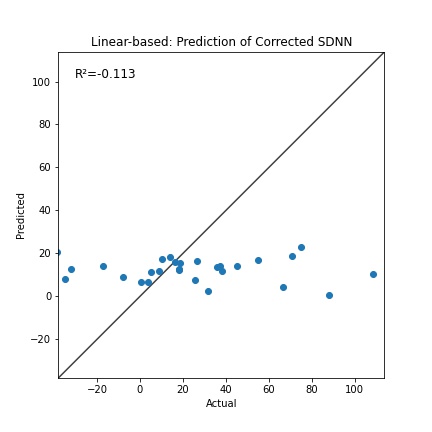 Linear-based: Prediction of Corrected SDNN
R²=-0.113
100
80
60
40
20
0
−20
Predicted
−20 0 20 40 60 80 100
Actual